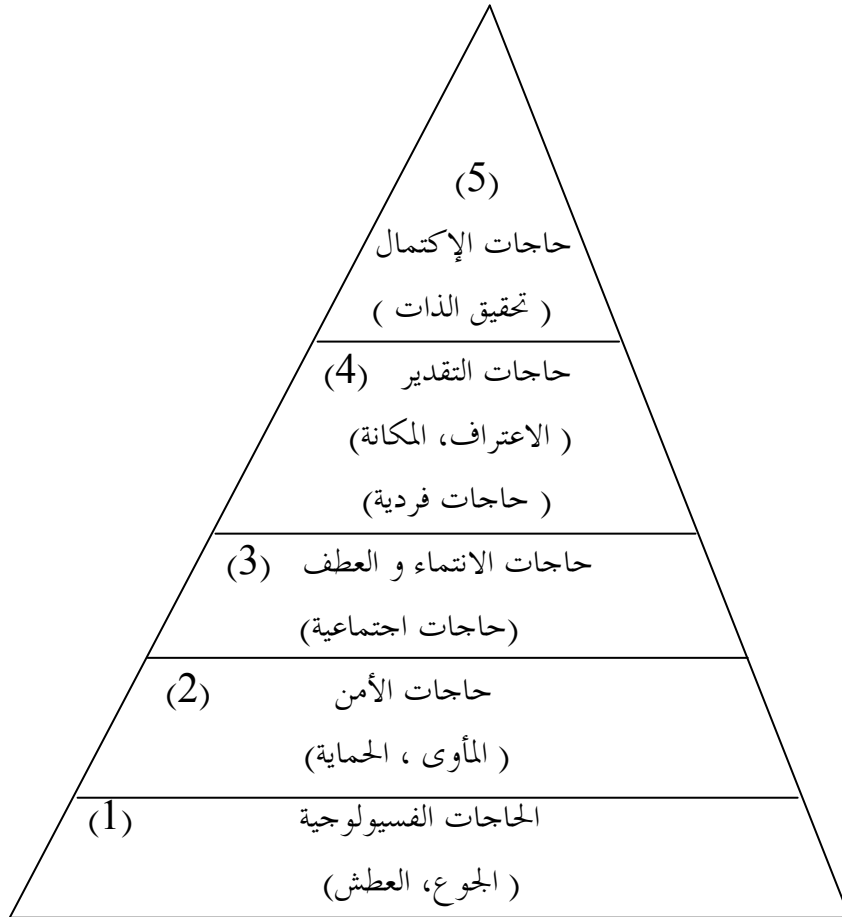 (5)
حاجات الإكتمال
( تحقيق الذات )
حاجات التقدير (4)
( الاعتراف، المكانة)
( حاجات فردية)
حاجات الانتماء و العطف (3)
(حاجات اجتماعية)
حاجات الأمن (2)
( المأوى ، الحماية)
الحاجات الفسيولوجية (1)
( الجوع، العطش)